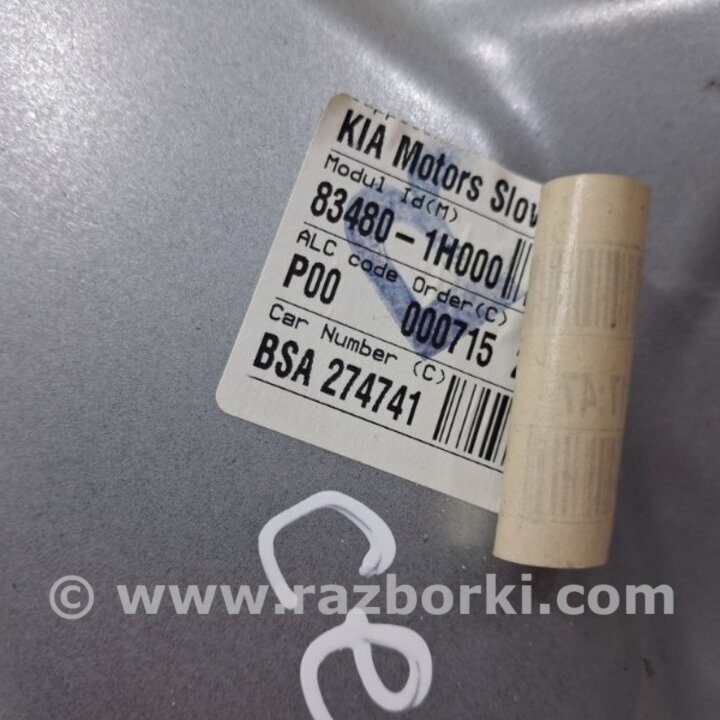 KIA Motors Slov
Modul Id(M)
83480-1H000
ALC code Order(C)
P00 000715
Car Number (C)
BSA 274741
© www.razborki.com